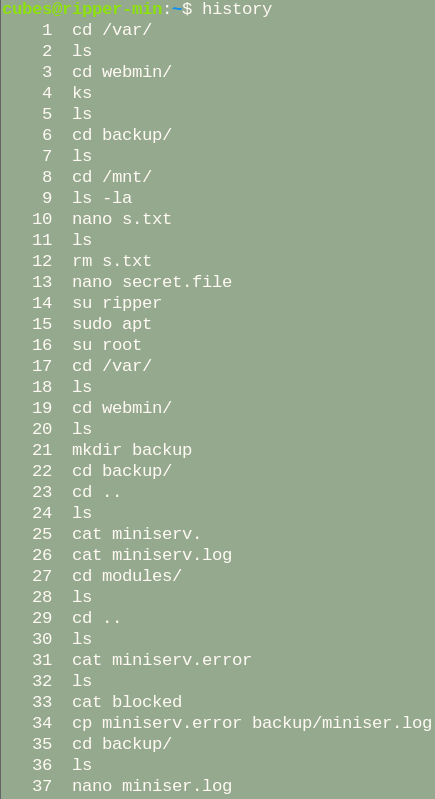 cubes@ripper-min:~$ history
1 cd /var/
2 ls
3 cd webmin/
4 ks
5 ls
6 cd backup/
7 ls
8 cd /mnt/
9 ls -la
10 nano s.txt
11 ls
12 rm s.txt
13 nano secret.file
14 su ripper
15 sudo apt
16 su root
17 cd /var/
18 ls
19 cd webmin/
20 ls
21 mkdir backup
22 cd backup/
23 cd ..
24 ls
25 cat miniserv.
26 cat miniserv.log
27 cd modules/
28 ls
29 cd ..
30 ls
31 cat miniserv.error
32 ls
33 cat blocked
34 cp miniserv.error backup/miniser.log
35 cd backup/
36 ls
37 nano miniser.log